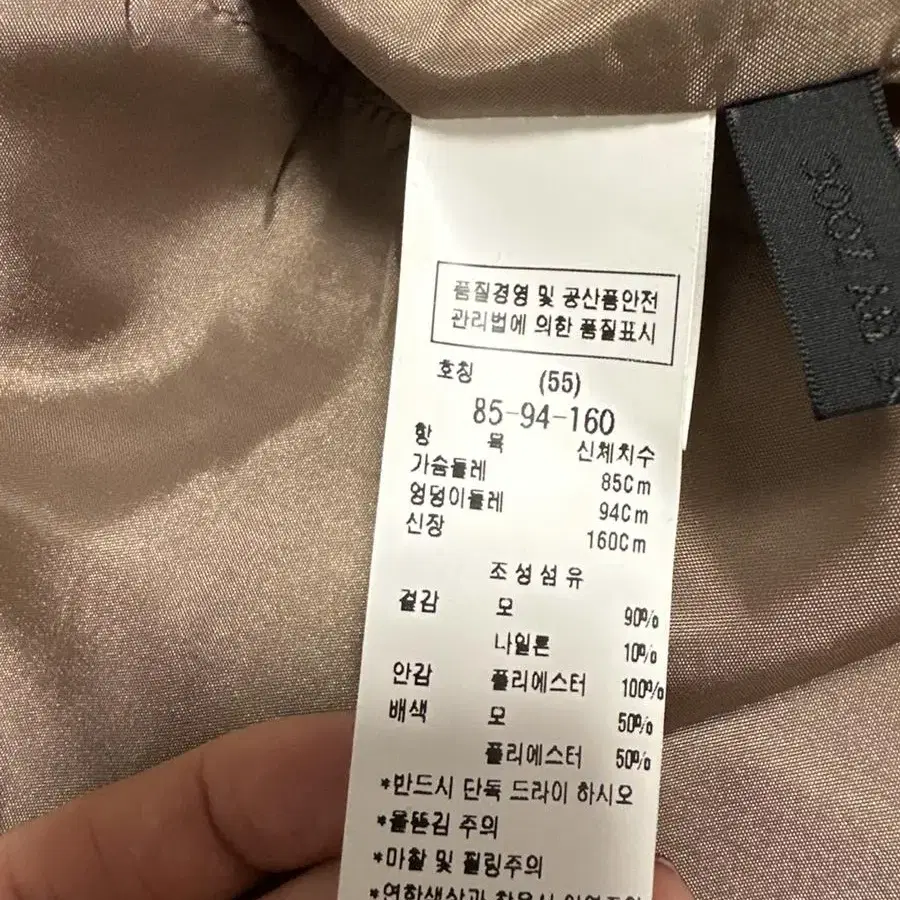 품질경영 및 공산품안전
관리법에 의한 품질표시
호칭 (55)
85-94-160
항 목 신체치수
가슴둘레 85Cm
엉덩이둘레 94Cm
신장 160Cm
조성섬유
겉감 모 90%
나일론 10%
안감 폴리에스터 100%
배색 모 50%
폴리에스터 50%
*반드시 단독 드라이 하시오
*올뜯김 주의
*마찰 및 필링주의